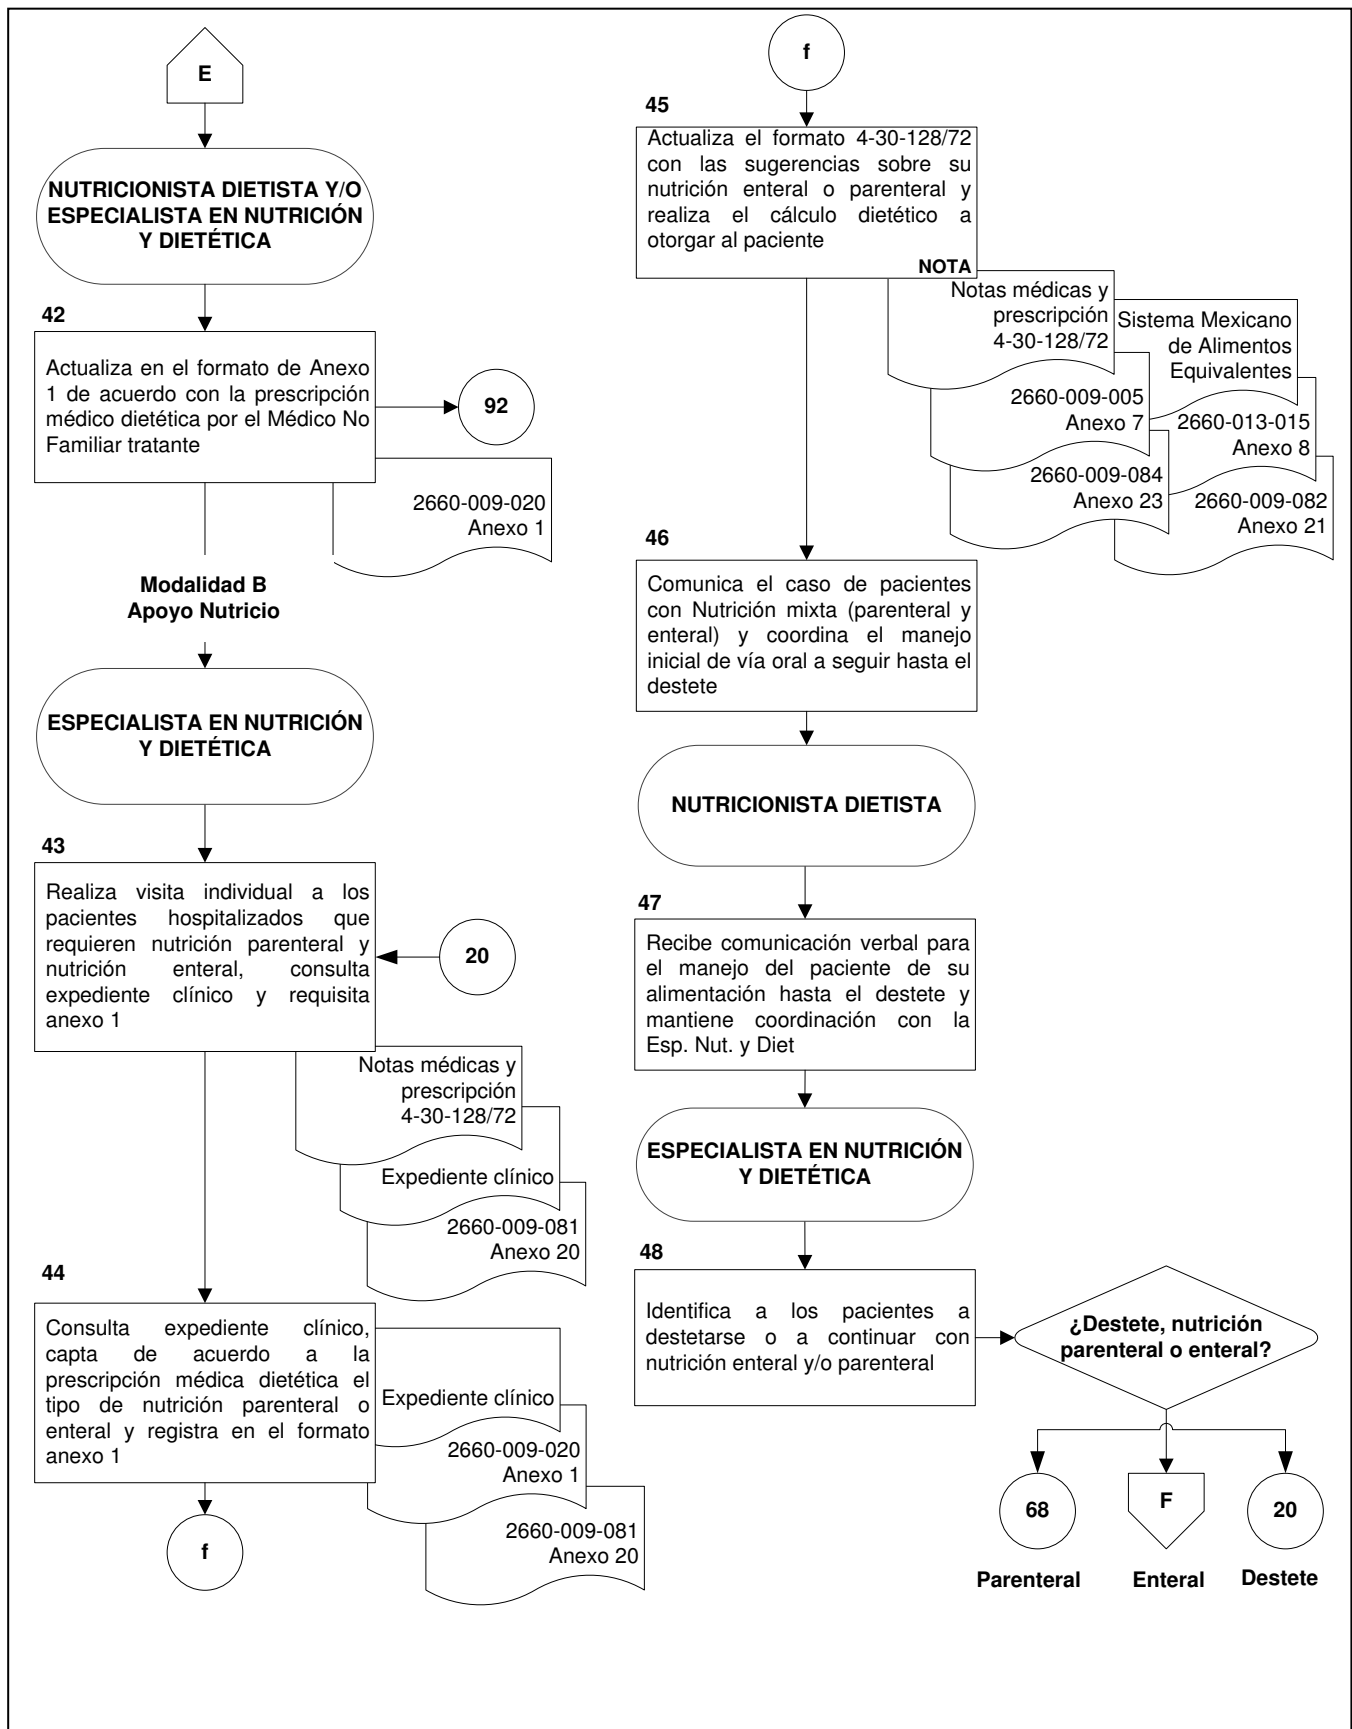 E
NUTRICIONISTA DIETISTA Y/O
ESPECIALISTA EN NUTRICIÓN
Y DIETÉTICA
42
Actualiza en el formato de Anexo
1 de acuerdo con la prescripción
médico dietética por el Médico No
Familiar tratante
92
2660-009-020
Anexo 1
Modalidad B
Apoyo Nutricio
ESPECIALISTA EN NUTRICIÓN
Y DIETÉTICA
43
Realiza visita individual a los
pacientes hospitalizados que
requieren nutrición parenteral y
nutrición enteral, consulta
expediente clínico y requisita
anexo 1
20
Notas médicas y
prescripción
4-30-128/72
Expediente clínico
2660-009-081
Anexo 20
44
Consulta expediente clínico,
capta de acuerdo a la
prescripción médica dietética el
tipo de nutrición parenteral o
enteral y registra en el formato
anexo 1
Expediente clínico
2660-009-020
Anexo 1
2660-009-081
Anexo 20
f
f
45
Actualiza el formato 4-30-128/72
con las sugerencias sobre su
nutrición enteral o parenteral y
realiza el cálculo dietético a
otorgar al paciente
NOTA
Notas médicas y
prescripción
4-30-128/72
Sistema Mexicano
de Alimentos
Equivalentes
2660-009-005
Anexo 7
2660-013-015
Anexo 8
2660-009-084
Anexo 23
2660-009-082
Anexo 21
46
Comunica el caso de pacientes
con Nutrición mixta (parenteral y
enteral) y coordina el manejo
inicial de vía oral a seguir hasta el
destete
NUTRICIONISTA DIETISTA
47
Recibe comunicación verbal para
el manejo del paciente de su
alimentación hasta el destete y
mantiene coordinación con la
Esp. Nut. y Diet
ESPECIALISTA EN NUTRICIÓN
Y DIETÉTICA
48
Identifica a los pacientes a
destetarse o a continuar con
nutrición enteral y/o parenteral
¿Destete, nutrición
parenteral o enteral?
68
F
20
Parenteral
Enteral
Destete